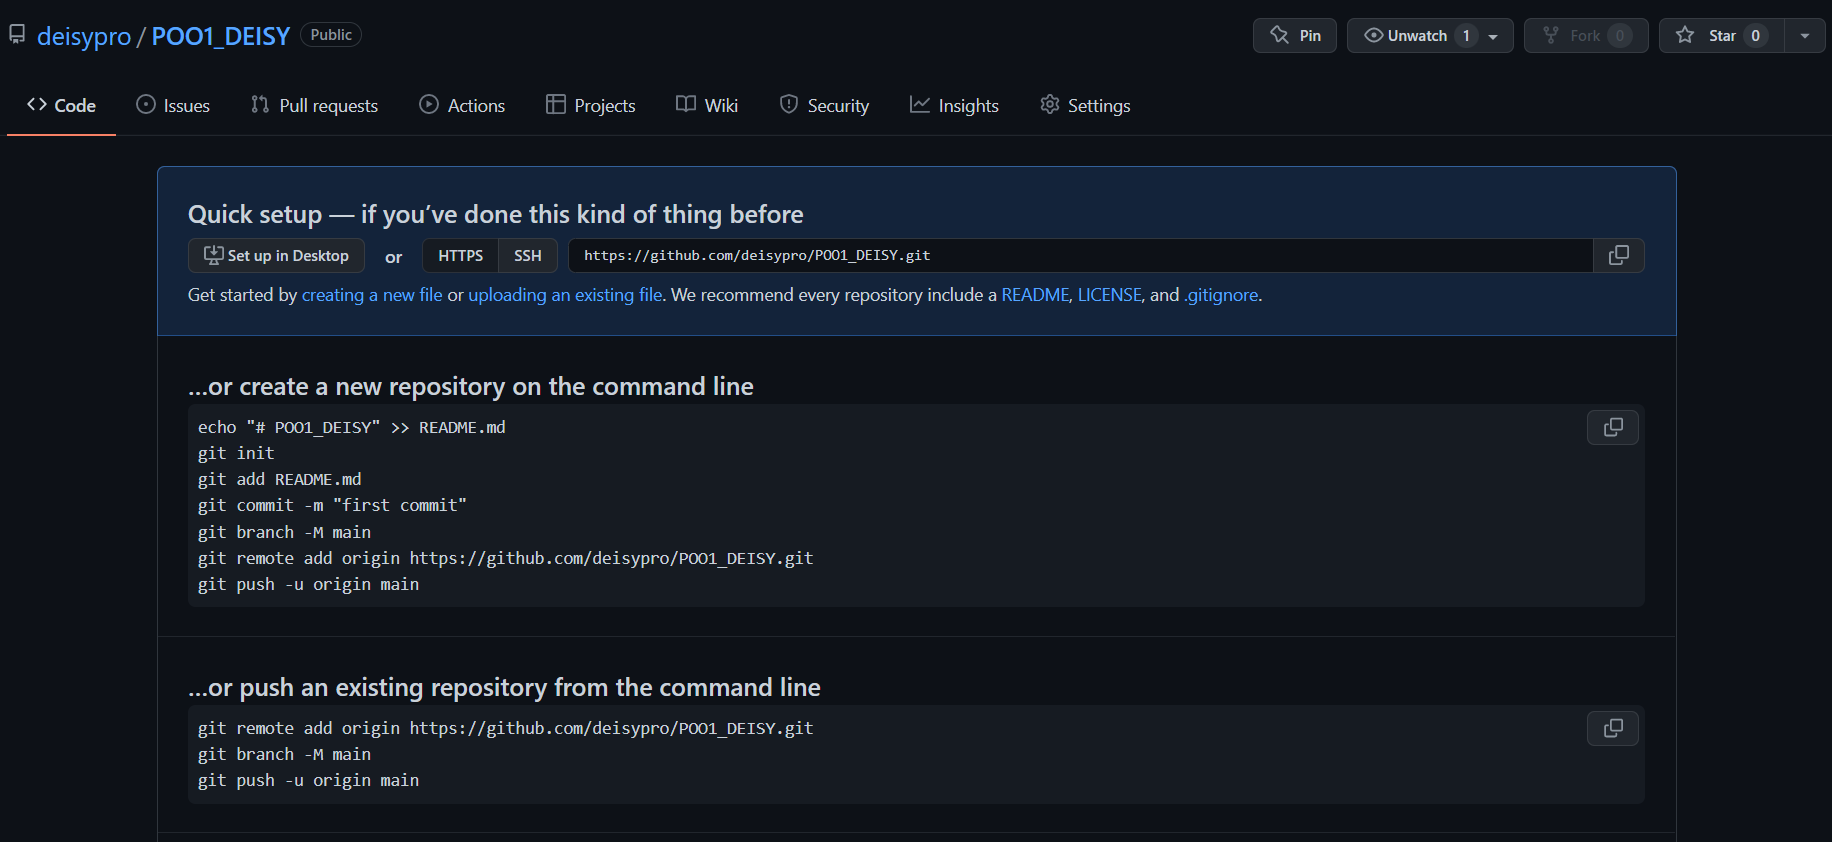 deisypro / POO1_DEISY Public
Pin
Unwatch 1
Fork 0
Star 0
Code
Issues
Pull requests
Actions
Projects
Wiki
Security
Insights
Settings
Quick setup — if you’ve done this kind of thing before
Set up in Desktop or HTTPS SSH https://github.com/deisypro/POO1_DEISY.git
Get started by creating a new file or uploading an existing file. We recommend every repository include a README, LICENSE, and .gitignore.
…or create a new repository on the command line
echo "# POO1_DEISY" >> README.md
git init
git add README.md
git commit -m "first commit"
git branch -M main
git remote add origin https://github.com/deisypro/POO1_DEISY.git
git push -u origin main
…or push an existing repository from the command line
git remote add origin https://github.com/deisypro/POO1_DEISY.git
git branch -M main
git push -u origin main